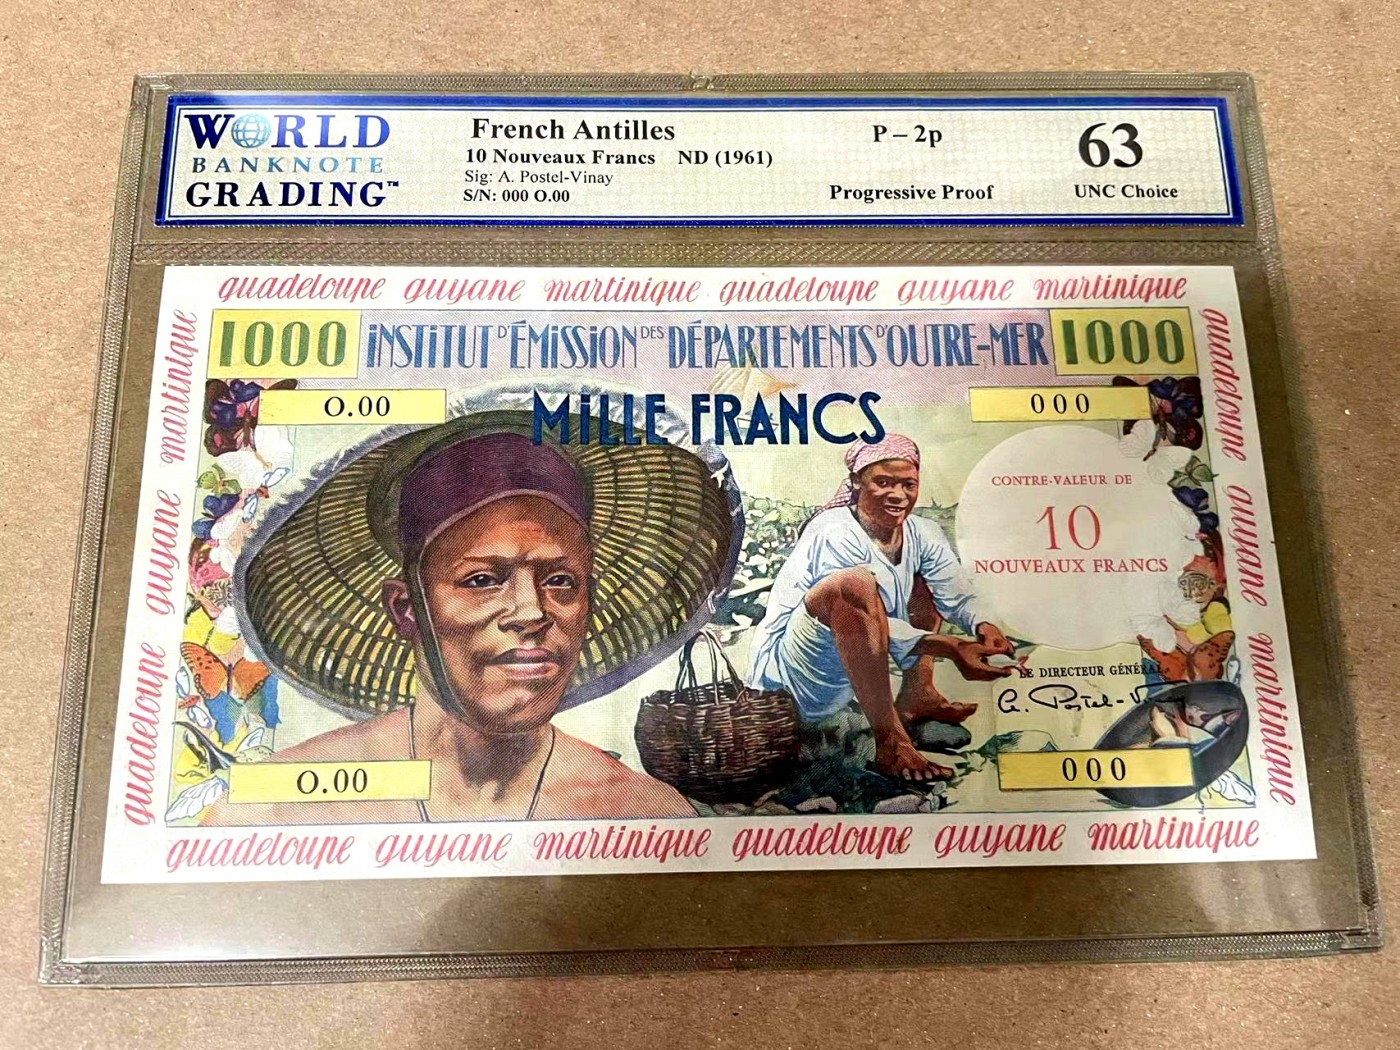 WORLD
BANKNOTE
GRADING™
French Antilles
10 Nouveaux Francs ND (1961)
Sig: A. Postel-Vinay
S/N: 000 O.00
P – 2p
Progressive Proof
63
UNC Choice
guadeloupe guyane martinique guadeloupe guyane martinique
guadeloupe guyane martinique
guadeloupe guyane martinique
1000 INSTITUT D'ÉMISSION DES DÉPARTEMENTS D'OUTRE-MER 1000
O.00
000
MILLE FRANCS
CONTRE-VALEUR DE
10
NOUVEAUX FRANCS
LE DIRECTEUR GÉNÉRAL
A. Postel-Vinay
O.00
000
guadeloupe guyane martinique guadeloupe guyane martinique